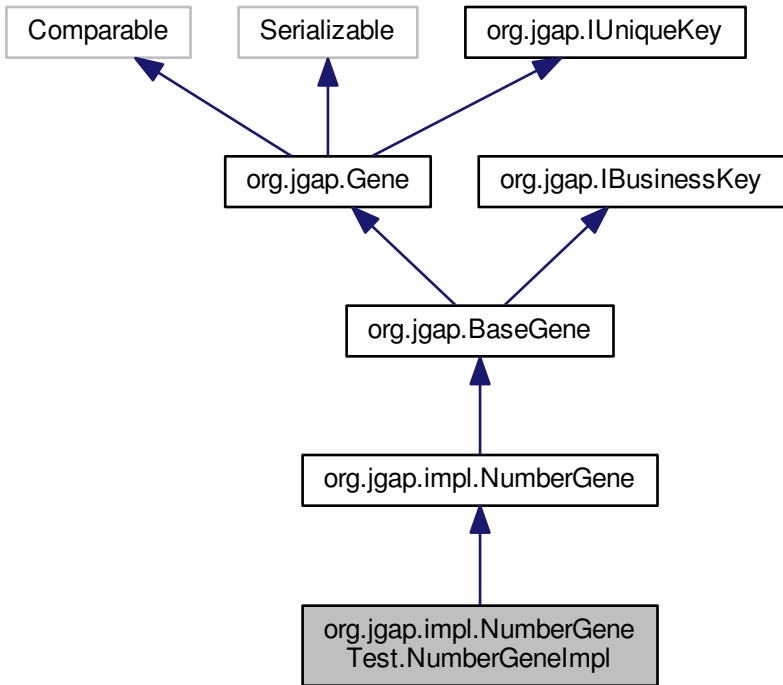 Comparable
Serializable
org.jgap.IUniqueKey
org.jgap.Gene
org.jgap.IBusinessKey
org.jgap.BaseGene
org.jgap.impl.NumberGene
org.jgap.impl.NumberGene
Test.NumberGeneImpl